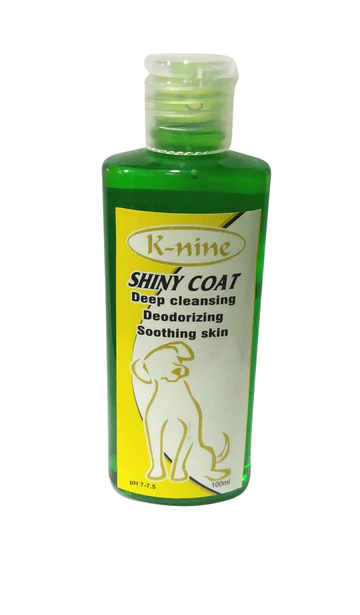 K-nine
SHINY COAT
Deep cleansing
Deodorizing
Soothing skin
pH 7-7.5
100ml